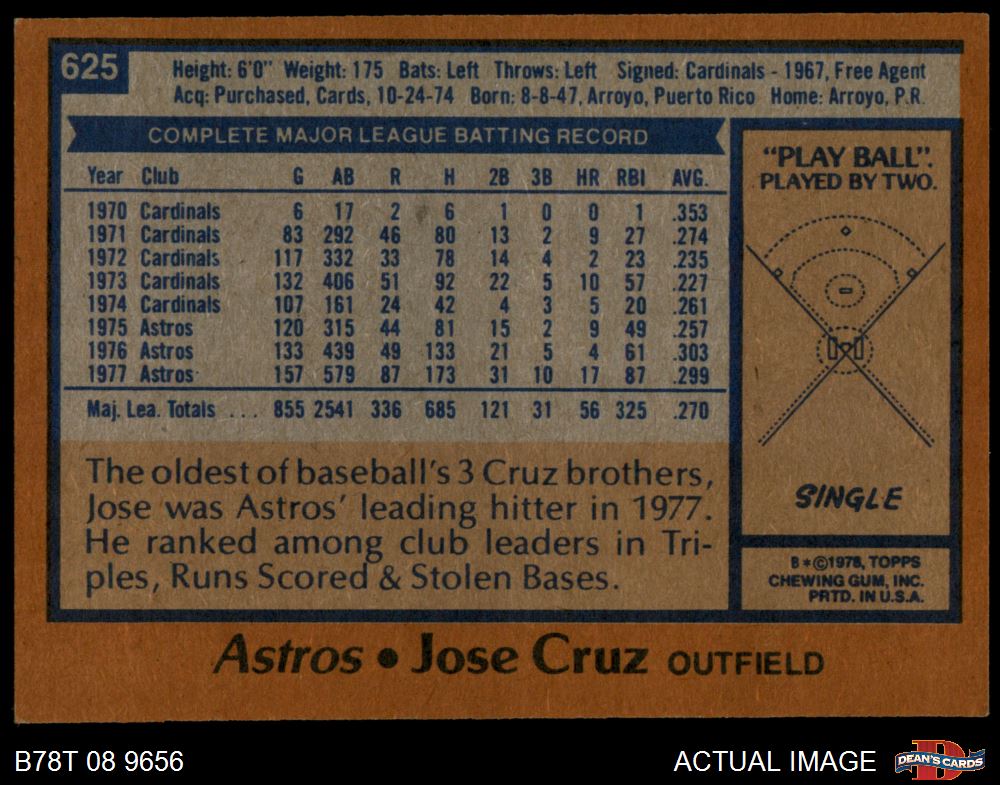 625
Height: 6'0" Weight: 175 Bats: Left Throws: Left Signed: Cardinals - 1967, Free Agent
Acq: Purchased, Cards, 10-24-74 Born: 8-8-47, Arroyo, Puerto Rico Home: Arroyo, P.R.
COMPLETE MAJOR LEAGUE BATTING RECORD
Year Club G AB R H 2B 3B HR RBI AVG.
1970 Cardinals 6 17 2 6 1 0 0 1 .353
1971 Cardinals 83 292 46 80 13 2 9 27 .274
1972 Cardinals 117 332 33 78 14 4 2 23 .235
1973 Cardinals 132 406 51 92 22 5 10 57 .227
1974 Cardinals 107 161 24 42 4 3 5 20 .261
1975 Astros 120 315 44 81 15 2 9 49 .257
1976 Astros 133 439 49 133 21 5 4 61 .303
1977 Astros 157 579 87 173 31 10 17 87 .299
Maj. Lea. Totals ... 855 2541 336 685 121 31 56 325 .270
The oldest of baseball's 3 Cruz brothers,
Jose was Astros' leading hitter in 1977.
He ranked among club leaders in Tri-
ples, Runs Scored & Stolen Bases.
"PLAY BALL".
PLAYED BY TWO.
SINGLE
B*©1978, TOPPS
CHEWING GUM, INC.
PRTD. IN U.S.A.
Astros • Jose Cruz OUTFIELD
B78T 08 9656
ACTUAL IMAGE
D
DEAN'S CARDS